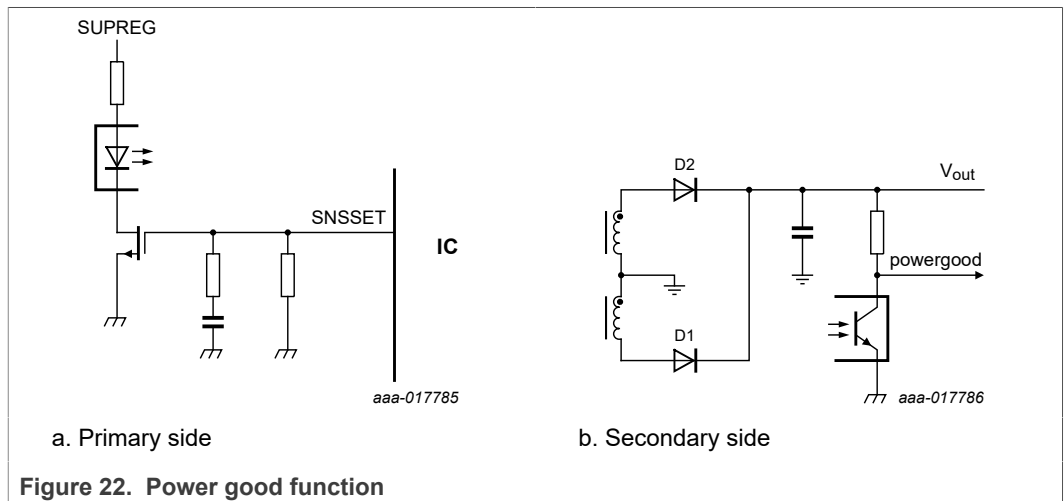 SUPREG
SNSSET
IC
aaa-017785
a. Primary side
D2
Vout
powergood
D1
aaa-017786
b. Secondary side
Figure 22. Power good function